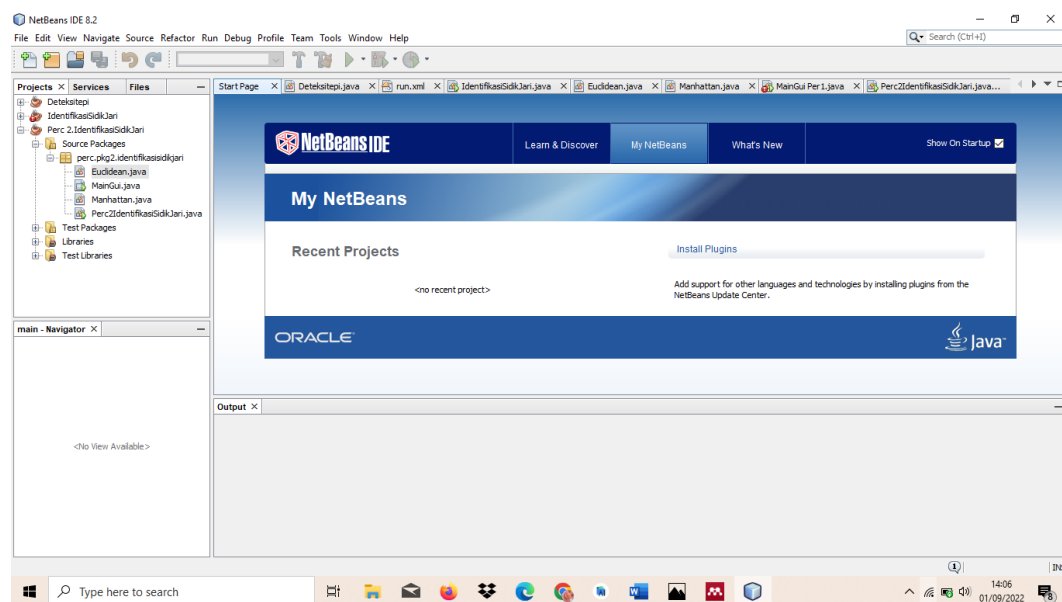 NetBeans IDE 8.2
File Edit View Navigate Source Refactor Run Debug Profile Team Tools Window Help
Search (Ctrl+I)
Projects Services Files
Start Page Deteksitepi.java run.xml IdentifikasiSidikJari.java Euclidean.java Manhattan.java MainGui Per1.java Perc2IdentifikasiSidikJari.java...
Deteksitepi
IdentifikasiSidikJari
Perc 2.IdentifikasiSidikJari
Source Packages
perc.pkg2.identifikasisidikjari
Euclidean.java
MainGui.java
Manhattan.java
Perc2IdentifikasiSidikJari.java
Test Packages
Libraries
Test Libraries
NetBeans IDE
Learn & Discover
My NetBeans
What's New
Show On Startup
My NetBeans
Recent Projects
<no recent project>
Install Plugins
Add support for other languages and technologies by installing plugins from the
NetBeans Update Center.
ORACLE
Java
main - Navigator
<No View Available>
Output
1
IN
Type here to search
14:06
01/09/2022
8